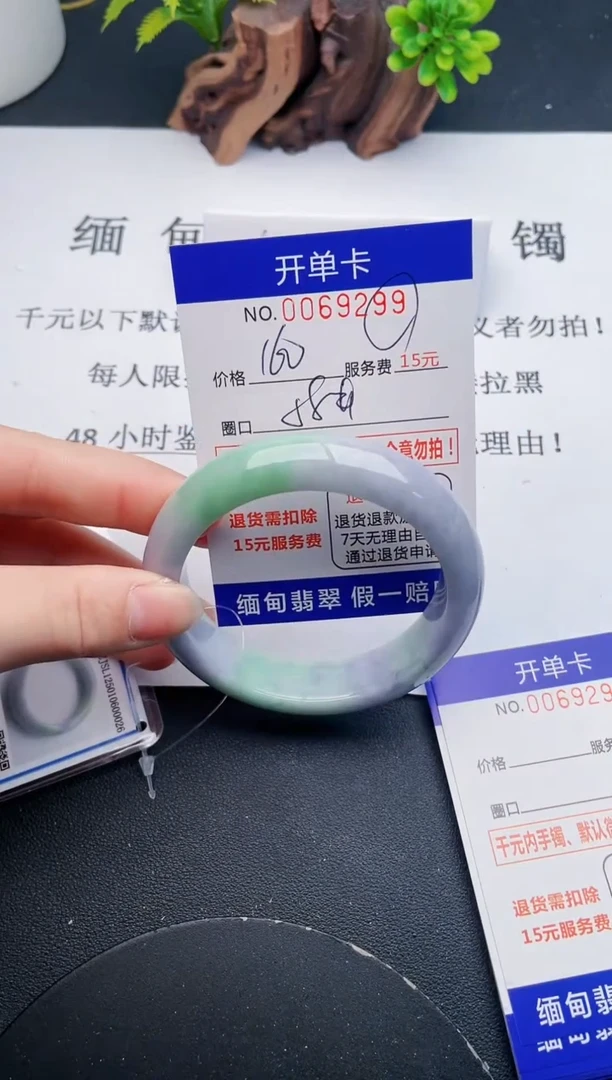 缅甸
镯
千元以下默
义者勿拍！
每人限
拉黑
48 小时鉴
理由！
开单卡
NO.0069299
价格 160 服务费 15元
圈口
介意勿拍！
退货需扣除
15元服务费
退货退款
7天无理由自
通过退货申请
缅甸翡翠 假一赔
JSL125010600026
开单卡
NO.006929
价格
服务
圈口
千元内手镯、默认微
退货需扣除
15元服务费
缅甸翡